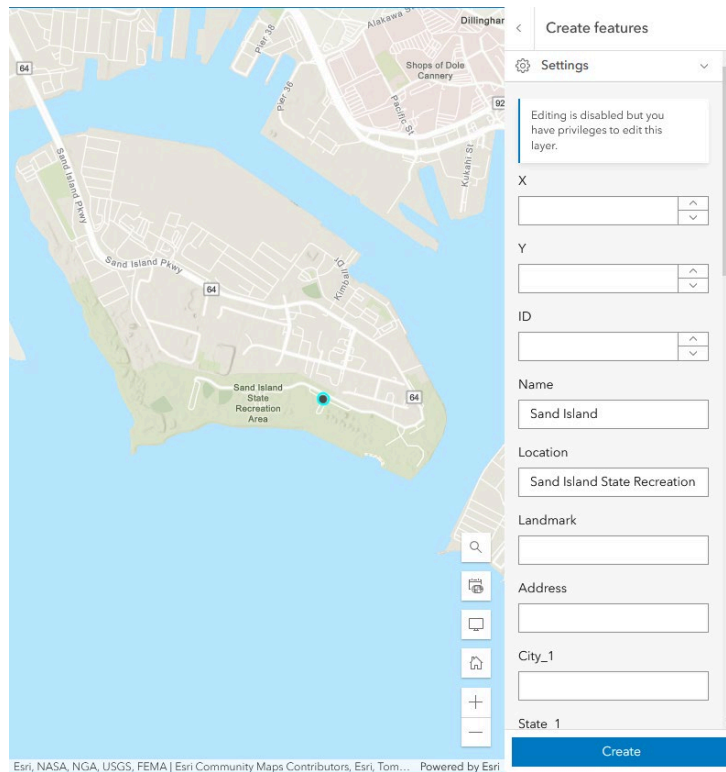 Alakawa S
Dillinghar
Pier 38
64
Shops of Dole
Cannery
Pier 36
Pacific St
92
Kukahi St
Sand Island Pkwy
Sand Island Pkwy
64
Kimball Dr
Sand Island
State
Recreation
Area
64
Esri, NASA, NGA, USGS, FEMA | Esri Community Maps Contributors, Esri, Tom...
Powered by Esri
Create features
Settings
Editing is disabled but you
have privileges to edit this
layer.
X
Y
ID
Name
Sand Island
Location
Sand Island State Recreation
Landmark
Address
City_1
State_1
Create